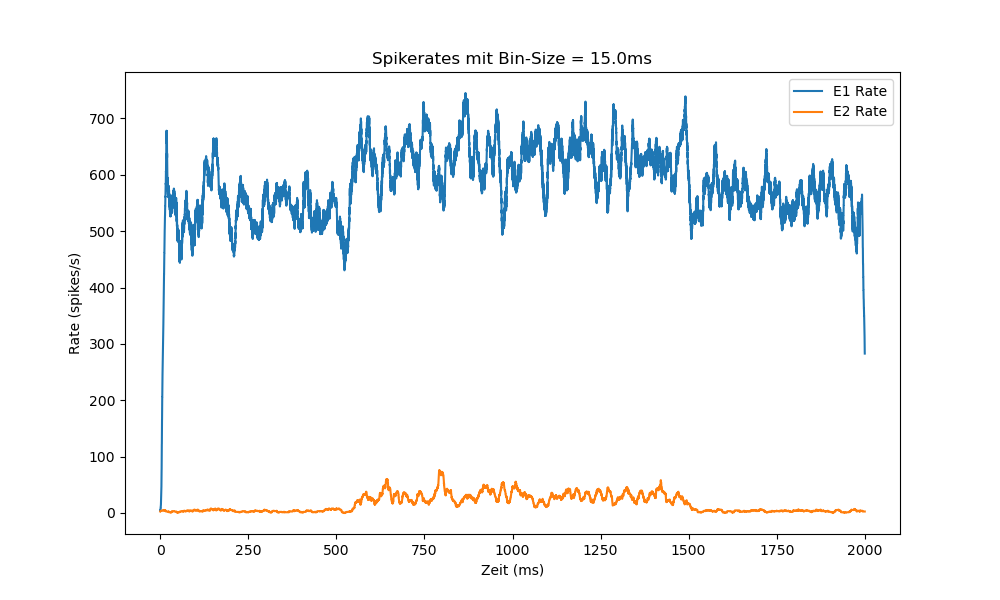 Spikerates mit Bin-Size = 15.0ms
E1 Rate
E2 Rate
Rate (spikes/s)
700
600
500
400
300
200
100
0
0 250 500 750 1000 1250 1500 1750 2000
Zeit (ms)